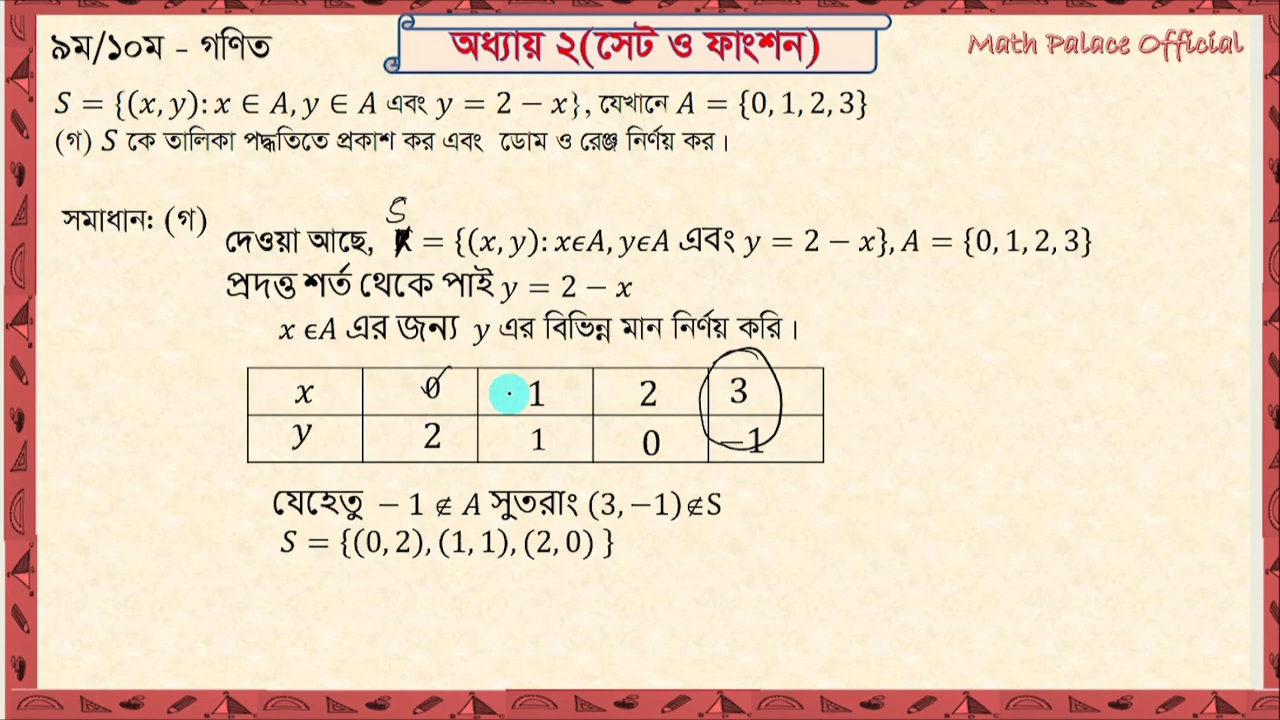 ৯ম/১০ম - গণিত
অধ্যায় ২(সেট ও ফাংশন)
Math Palace Official
S = {(x, y): x ∈ A, y ∈ A এবং y = 2 − x}, যেখানে A = {0, 1, 2, 3}
(গ) S কে তালিকা পদ্ধতিতে প্রকাশ কর এবং ডোম ও রেঞ্জ নির্ণয় কর।
সমাধান: (গ)
S
দেওয়া আছে, = {(x, y): xϵA, yϵA এবং y = 2 − x}, A = {0, 1, 2, 3}
প্রদত্ত শর্ত থেকে পাই y = 2 − x
x ϵA এর জন্য y এর বিভিন্ন মান নির্ণয় করি।
x 0 1 2 3
y 2 1 0 −1
যেহেতু − 1 ∉ A সুতরাং (3, −1)∉S
S = {(0, 2), (1, 1), (2, 0) }